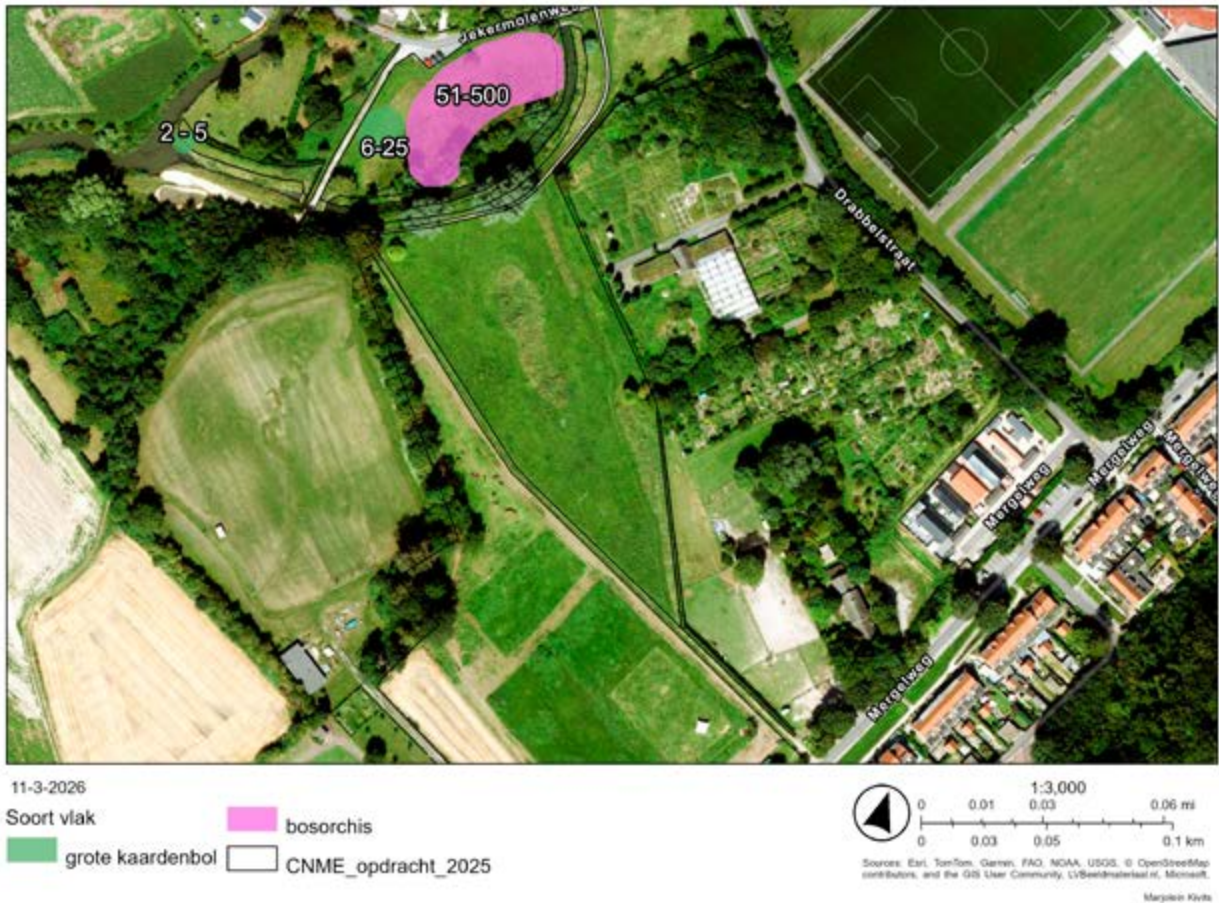 Jekermolenweg
51-500
2 - 5
6-25
Drabbelstraat
Mergelweg
Mergelweg
Mergelweg
Mergelweg
11-3-2026
Soort vlak
bosorchis
grote kaardenbol
CNME_opdracht_2025
1:3,000
0 0.01 0.03 0.06 mi
0 0.03 0.05 0.1 km
Sources: Esri, TomTom, Garmin, FAO, NOAA, USGS, © OpenStreetMap
contributors, and the GIS User Community, LVBeeldmateriaal.nl, Microsoft,
Marjolein Kivits